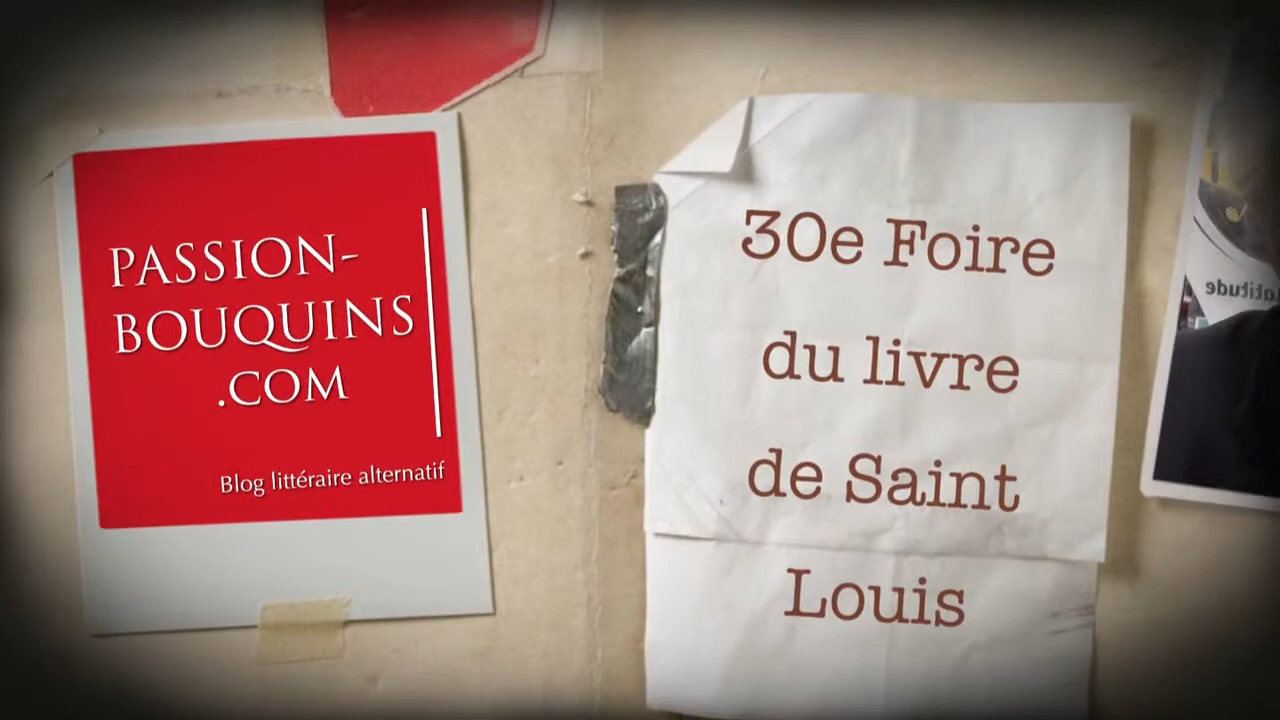 PASSION-
BOUQUINS
.COM
Blog littéraire alternatif
30e Foire
du livre
de Saint
Louis